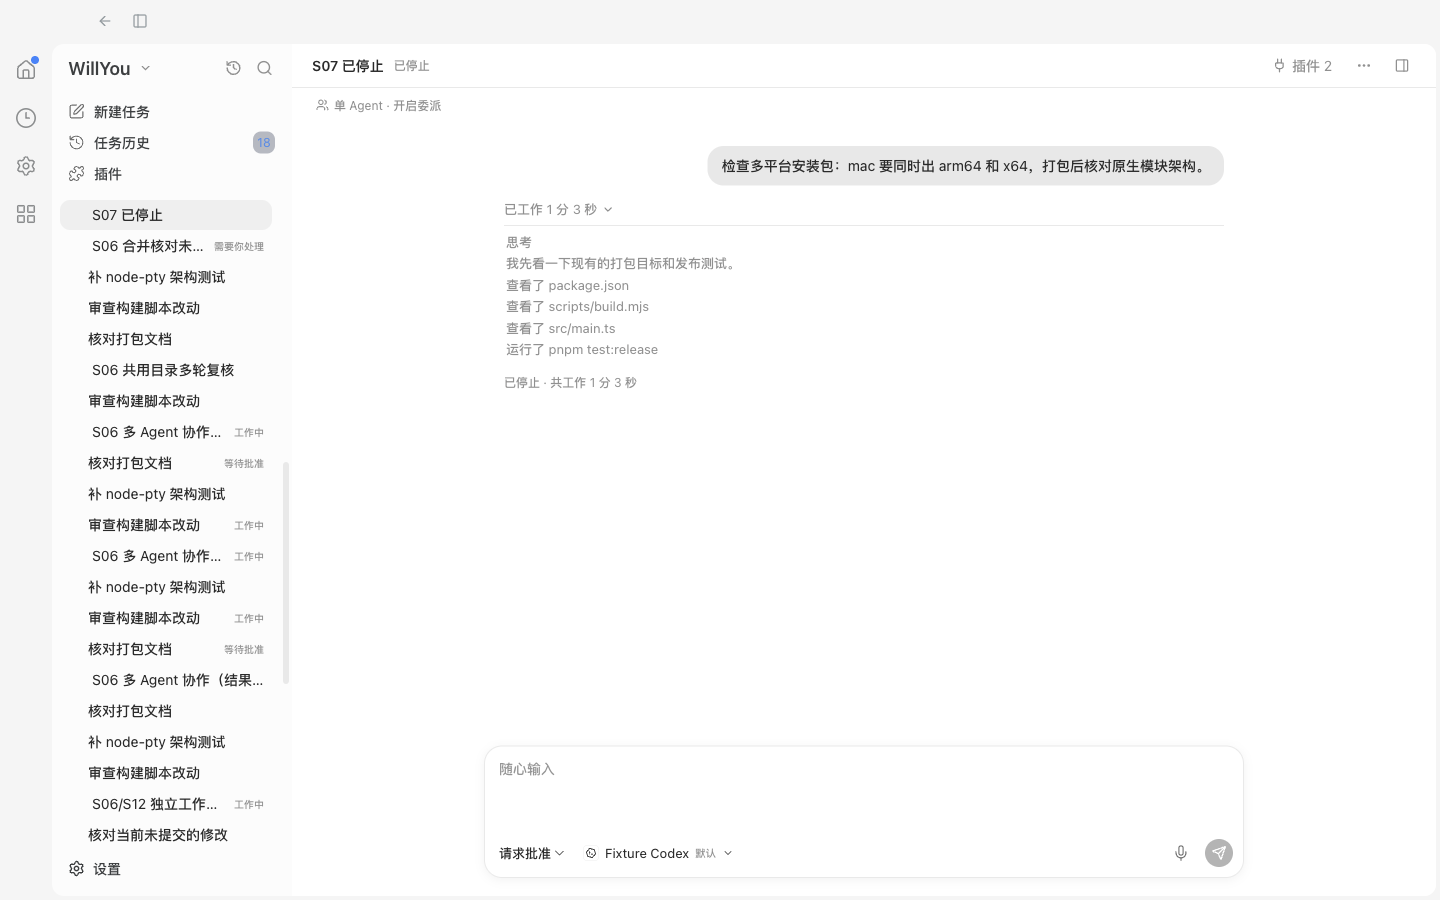 WillYou
新建任务
任务历史 18
插件
S07 已停止
S06 合并核对未... 需要你处理
补 node-pty 架构测试
审查构建脚本改动
核对打包文档
S06 共用目录多轮复核
审查构建脚本改动
S06 多 Agent 协作... 工作中
核对打包文档 等待批准
补 node-pty 架构测试
审查构建脚本改动 工作中
S06 多 Agent 协作... 工作中
补 node-pty 架构测试
审查构建脚本改动 工作中
核对打包文档 等待批准
S06 多 Agent 协作（结果...
核对打包文档
补 node-pty 架构测试
审查构建脚本改动
S06/S12 独立工作... 工作中
核对当前未提交的修改
设置
S07 已停止 已停止
插件 2
单 Agent · 开启委派
检查多平台安装包：mac 要同时出 arm64 和 x64，打包后核对原生模块架构。
已工作 1 分 3 秒
思考
我先看一下现有的打包目标和发布测试。
查看了 package.json
查看了 scripts/build.mjs
查看了 src/main.ts
运行了 pnpm test:release
已停止 · 共工作 1 分 3 秒
随心输入
请求批准 Fixture Codex 默认